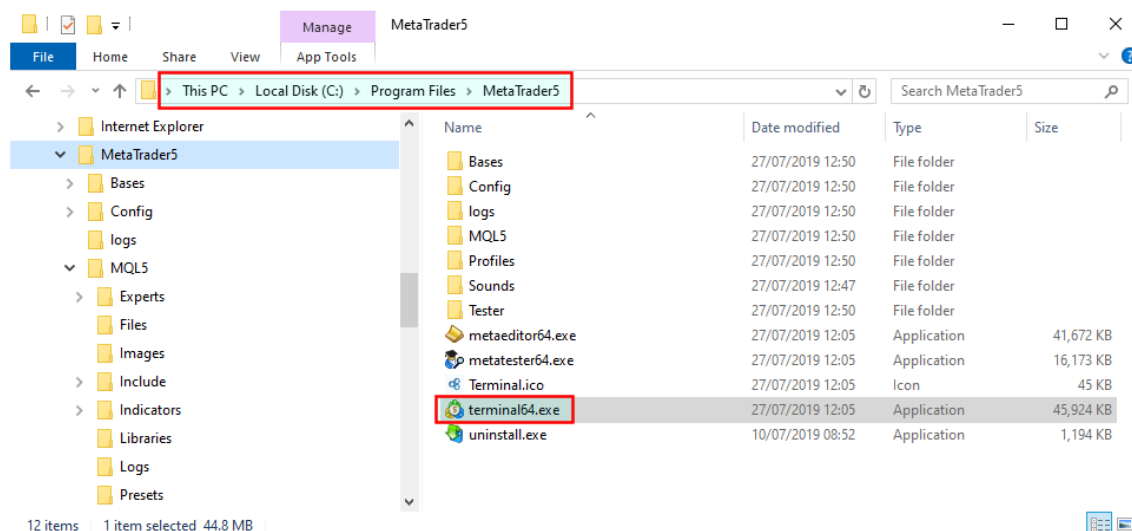 Manage MetaTrader5
File Home Share View App Tools
This PC > Local Disk (C:) > Program Files > MetaTrader5 Search MetaTrader5
Name Date modified Type Size
Internet Explorer
MetaTrader5
Bases
Config
logs
MQL5
Experts
Files
Images
Include
Indicators
Libraries
Logs
Presets
Bases 27/07/2019 12:50 File folder
Config 27/07/2019 12:50 File folder
logs 27/07/2019 12:50 File folder
MQL5 27/07/2019 12:50 File folder
Profiles 27/07/2019 12:50 File folder
Sounds 27/07/2019 12:47 File folder
Tester 27/07/2019 12:50 File folder
metaeditor64.exe 27/07/2019 12:05 Application 41,672 KB
metatester64.exe 27/07/2019 12:05 Application 16,173 KB
Terminal.ico 27/07/2019 12:05 Icon 45 KB
terminal64.exe 27/07/2019 12:05 Application 45,924 KB
uninstall.exe 10/07/2019 08:52 Application 1,194 KB
12 items 1 item selected 44.8 MB